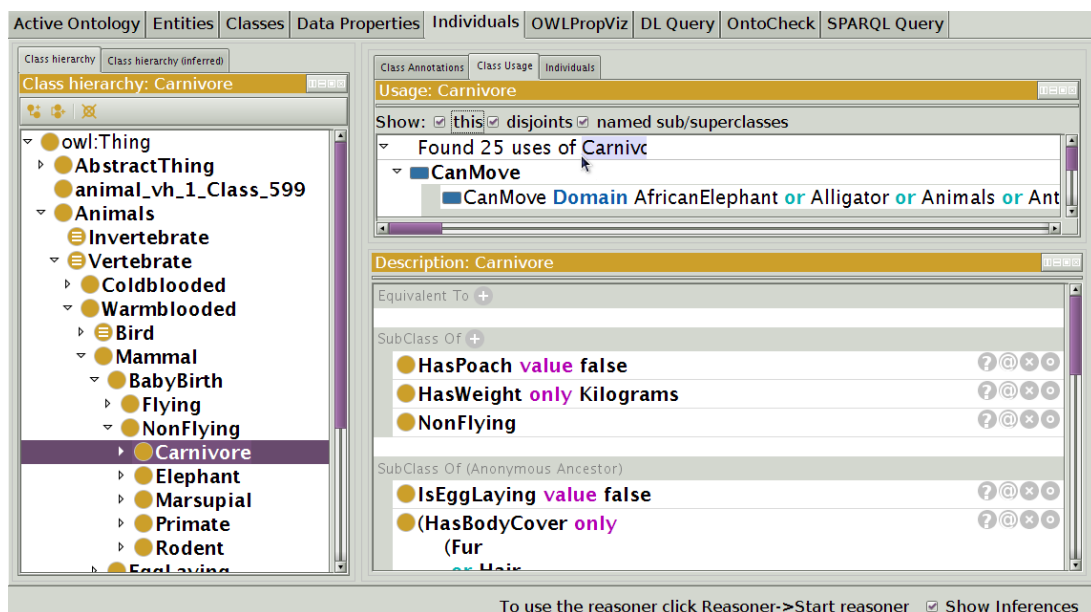 Active Ontology Entities Classes Data Properties Individuals OWLPropViz DL Query OntoCheck SPARQL Query
Class hierarchy Class hierarchy (inferred)
Class hierarchy: Carnivore
owl:Thing
AbstractThing
animal_vh_1_Class_599
Animals
Invertebrate
Vertebrate
Coldblooded
Warmblooded
Bird
Mammal
BabyBirth
Flying
NonFlying
Carnivore
Elephant
Marsupial
Primate
Rodent
EggLaying
Class Annotations Class Usage Individuals
Usage: Carnivore
Show: this disjoints named sub/superclasses
Found 25 uses of Carnivo
CanMove
CanMove Domain AfricanElephant or Alligator or Animals or Ant
Description: Carnivore
Equivalent To
SubClass Of
HasPoach value false
HasWeight only Kilograms
NonFlying
SubClass Of (Anonymous Ancestor)
IsEggLaying value false
(HasBodyCover only
(Fur
or Hair
To use the reasoner click Reasoner->Start reasoner Show Inferences